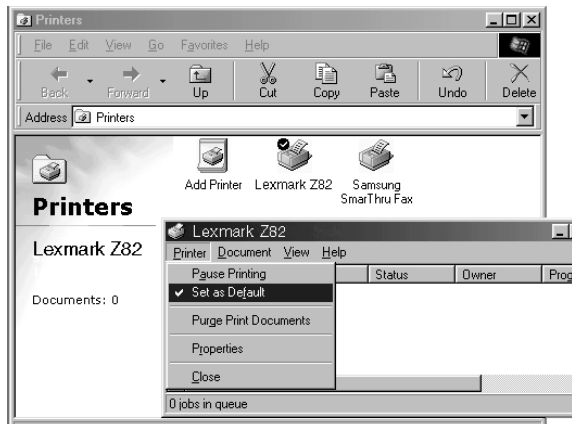 Printers
File Edit View Go Favorites Help
Back Forward Up Cut Copy Paste Undo Delete
Address Printers
Add Printer Lexmark Z82 Samsung
SmarThru Fax
Printers
Lexmark Z82
Documents: 0
Lexmark Z82
Printer Document View Help
Pause Printing
Status Owner Prog
Set as Default
Purge Print Documents
Properties
Close
0 jobs in queue